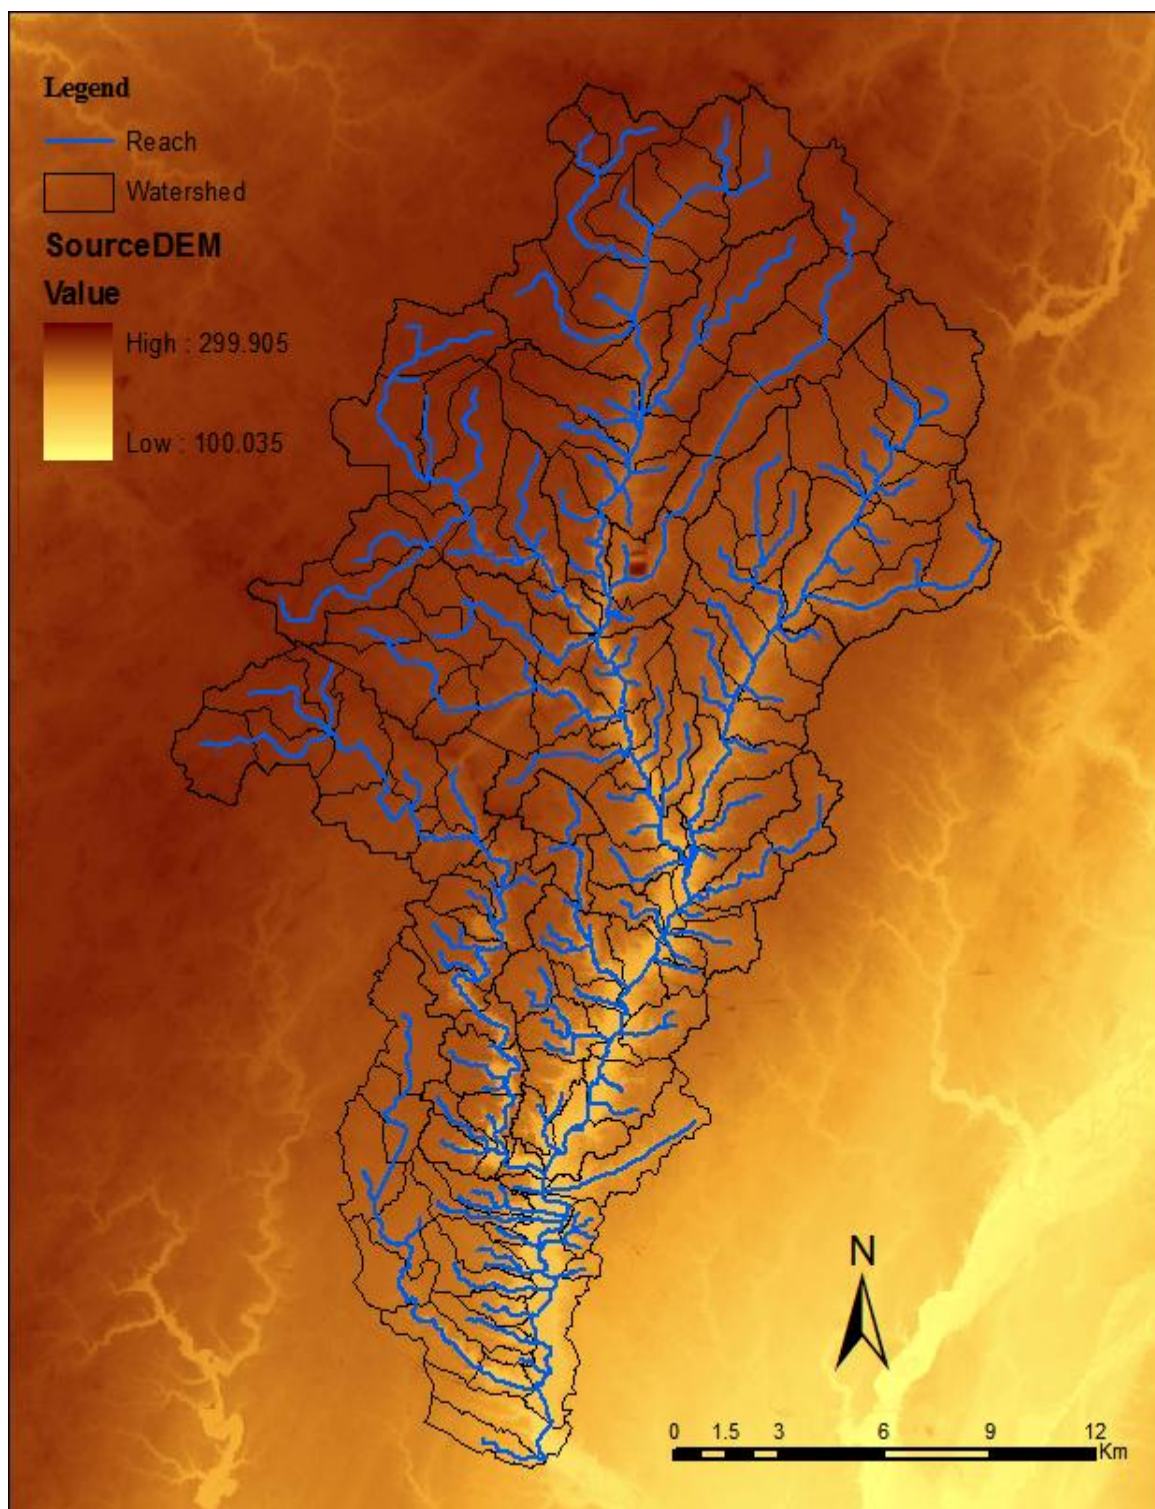 Legend
Reach
Watershed
SourceDEM
Value
High : 299.905
Low : 100.035
N
0 1.5 3 6 9 12
Km